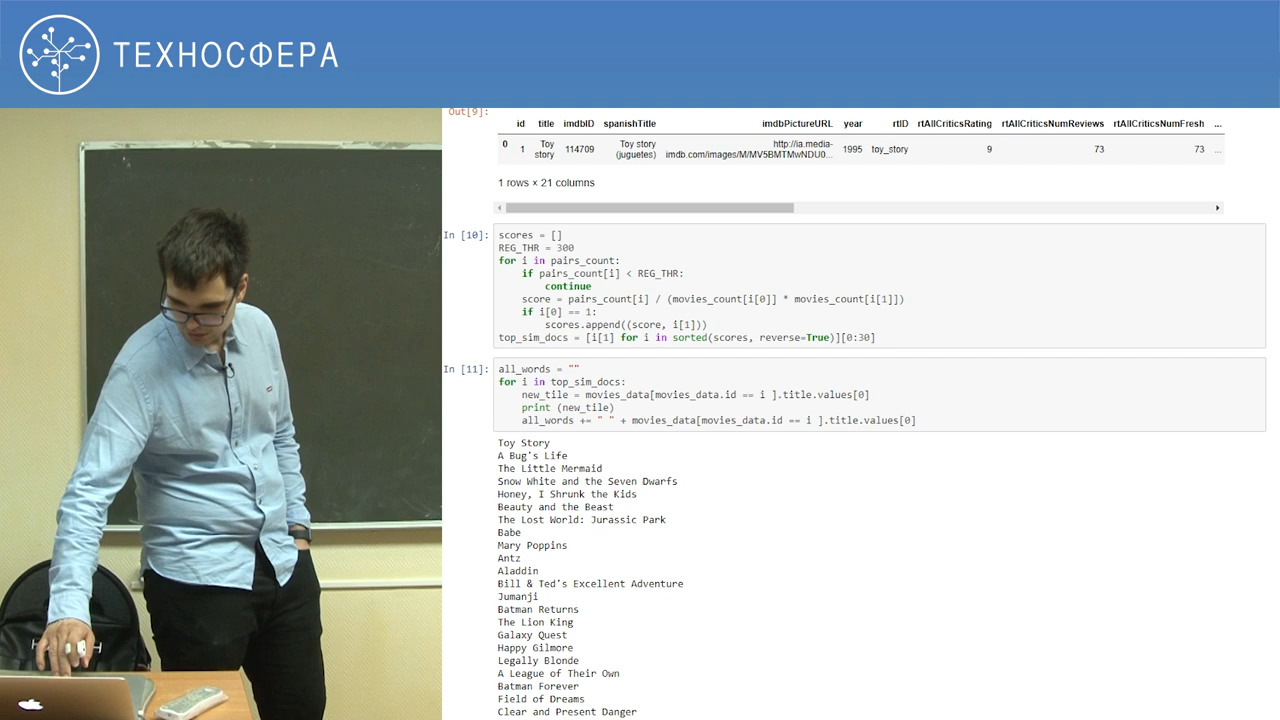 ТЕХНОСФЕРА
Out[9]:
id title imdbID spanishTitle imdbPictureURL year rtID rtAllCriticsRating rtAllCriticsNumReviews rtAllCriticsNumFresh ...
0 1 Toy story 114709 Toy story (juguetes) http://ia.media-imdb.com/images/M/MV5BMTMwNDU0... 1995 toy_story 9 73 73 ...
1 rows × 21 columns
In [10]:
scores = []
REG_THR = 300
for i in pairs_count:
    if pairs_count[i] < REG_THR:
        continue
    score = pairs_count[i] / (movies_count[i[0]] * movies_count[i[1]])
    if i[0] == 1:
        scores.append((score, i[1]))
top_sim_docs = [i[1] for i in sorted(scores, reverse=True)][0:30]
In [11]:
all_words = ""
for i in top_sim_docs:
    new_tile = movies_data[movies_data.id == i ].title.values[0]
    print (new_tile)
    all_words += " " + movies_data[movies_data.id == i ].title.values[0]
Toy Story
A Bug's Life
The Little Mermaid
Snow White and the Seven Dwarfs
Honey, I Shrunk the Kids
Beauty and the Beast
The Lost World: Jurassic Park
Babe
Mary Poppins
Antz
Aladdin
Bill & Ted's Excellent Adventure
Jumanji
Batman Returns
The Lion King
Galaxy Quest
Happy Gilmore
Legally Blonde
A League of Their Own
Batman Forever
Field of Dreams
Clear and Present Danger